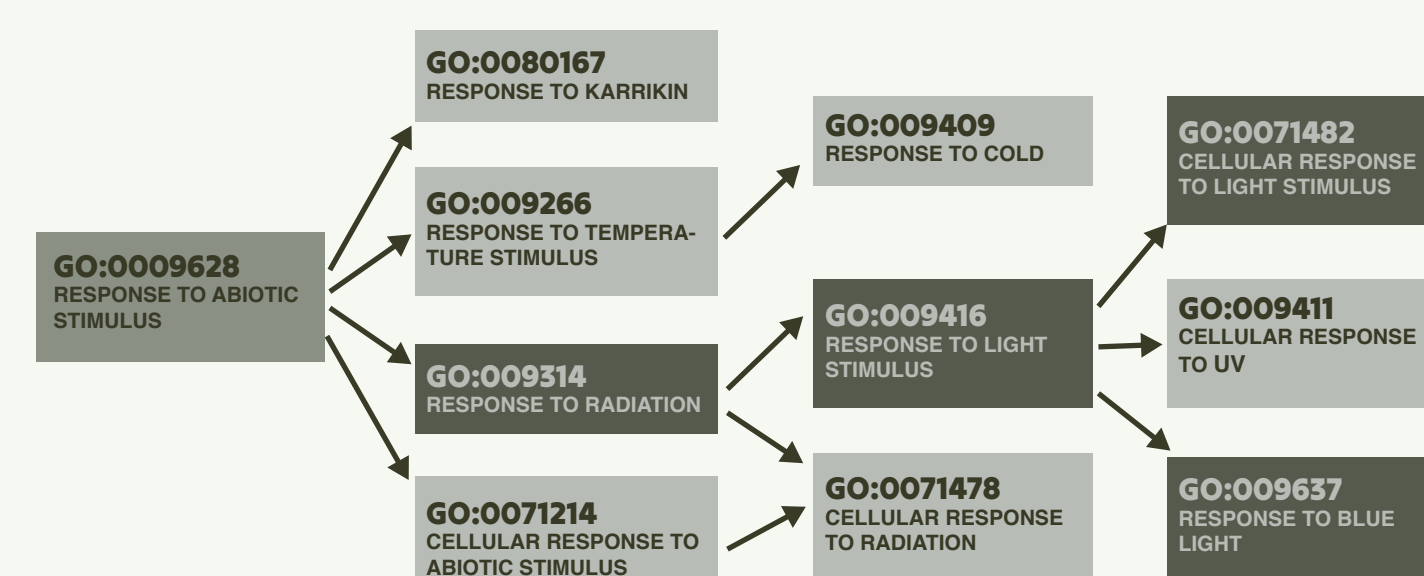 GO:0080167
RESPONSE TO KARRIKIN
GO:009266
RESPONSE TO TEMPERA-
TURE STIMULUS
GO:0009628
RESPONSE TO ABIOTIC
STIMULUS
GO:009314
RESPONSE TO RADIATION
GO:0071214
CELLULAR RESPONSE TO
ABIOTIC STIMULUS
GO:009409
RESPONSE TO COLD
GO:009416
RESPONSE TO LIGHT
STIMULUS
GO:0071478
CELLULAR RESPONSE
TO RADIATION
GO:0071482
CELLULAR RESPONSE
TO LIGHT STIMULUS
GO:009411
CELLULAR RESPONSE
TO UV
GO:009637
RESPONSE TO BLUE
LIGHT